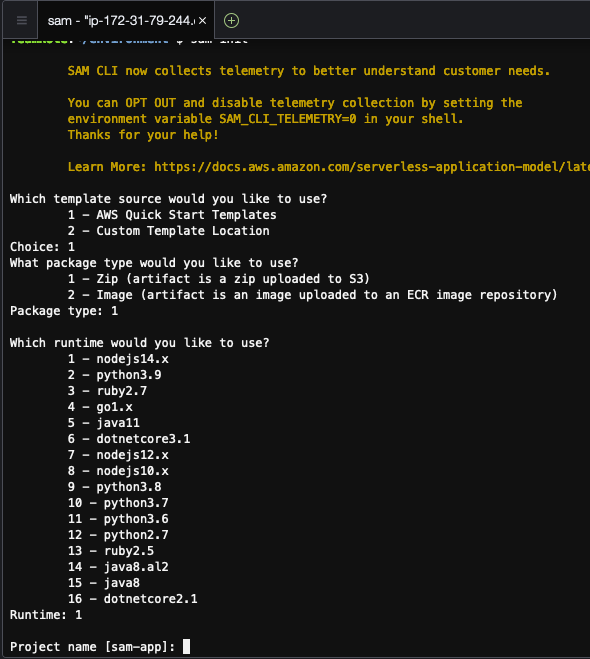 sam - "ip-172-31-79-244.
SAM CLI now collects telemetry to better understand customer needs.
You can OPT OUT and disable telemetry collection by setting the
environment variable SAM_CLI_TELEMETRY=0 in your shell.
Thanks for your help!
Learn More: https://docs.aws.amazon.com/serverless-application-model/late
Which template source would you like to use?
1 - AWS Quick Start Templates
2 - Custom Template Location
Choice: 1
What package type would you like to use?
1 - Zip (artifact is a zip uploaded to S3)
2 - Image (artifact is an image uploaded to an ECR image repository)
Package type: 1
Which runtime would you like to use?
1 - nodejs14.x
2 - python3.9
3 - ruby2.7
4 - go1.x
5 - java11
6 - dotnetcore3.1
7 - nodejs12.x
8 - nodejs10.x
9 - python3.8
10 - python3.7
11 - python3.6
12 - python2.7
13 - ruby2.5
14 - java8.al2
15 - java8
16 - dotnetcore2.1
Runtime: 1
Project name [sam-app]: